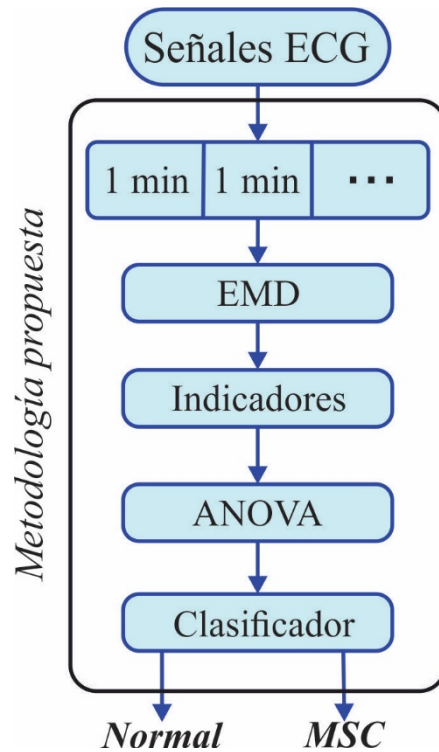 Señales ECG
1 min 1 min ...
EMD
Indicadores
ANOVA
Clasificador
Normal MSC
Metodología propuesta